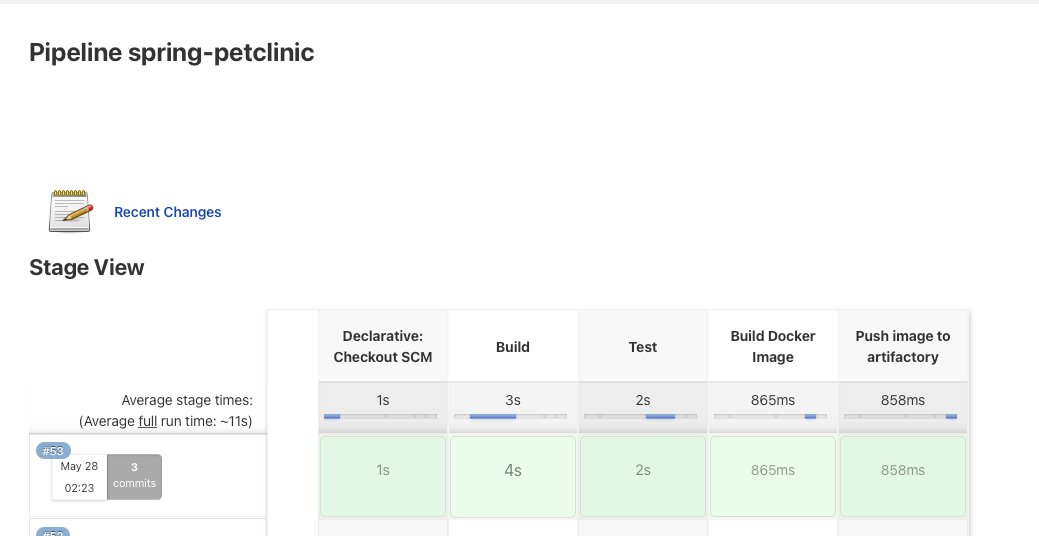 Pipeline spring-petclinic
Recent Changes
Stage View
Declarative:
Checkout SCM
Build
Test
Build Docker
Image
Push image to
artifactory
Average stage times:
(Average full run time: ~11s)
1s
3s
2s
865ms
858ms
#53
May 28
02:23
3
commits
1s
4s
2s
865ms
858ms